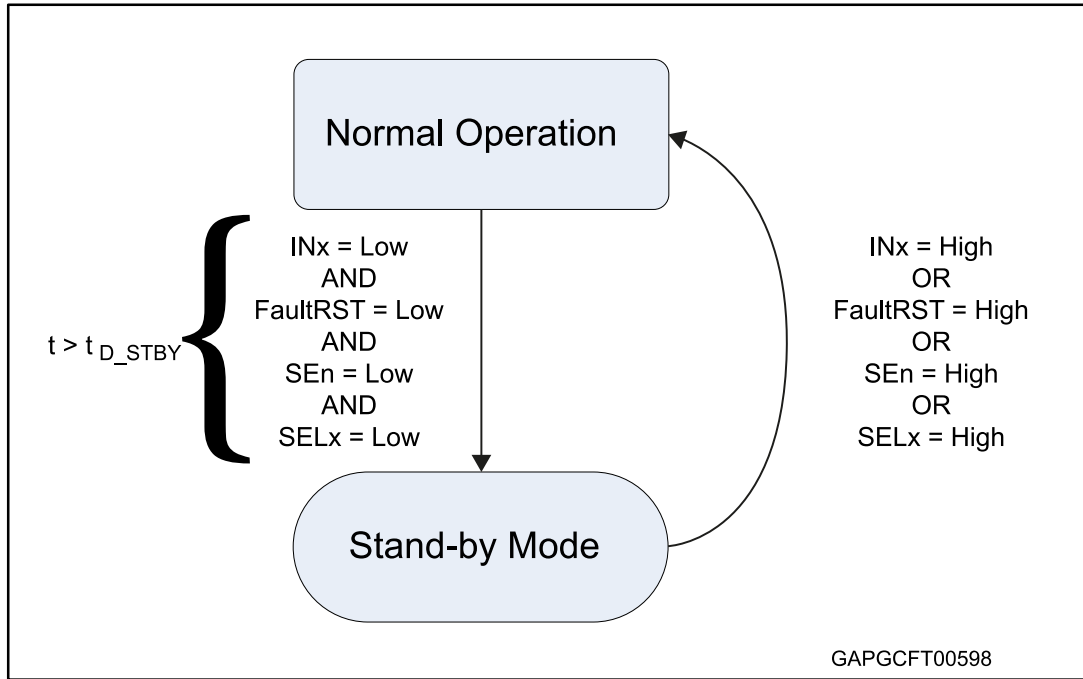 Normal Operation
INx = Low
AND
FaultRST = Low
AND
SEn = Low
AND
SELx = Low
t > t D_STBY
INx = High
OR
FaultRST = High
OR
SEn = High
OR
SELx = High
Stand-by Mode
GAPGCFT00598